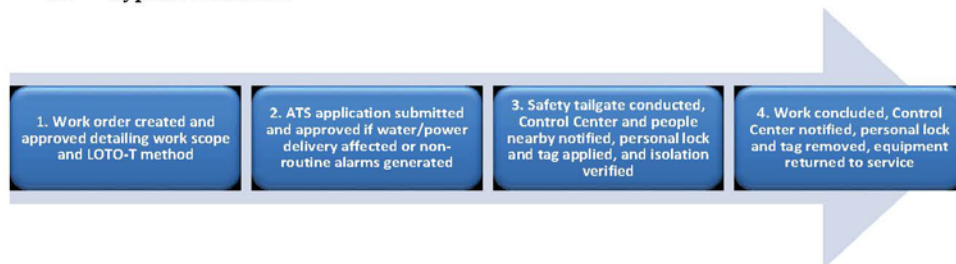 1. Work order created and
approved detailing work scope
and LOTO-T method
2. ATS application submitted
and approved if water/power
delivery affected or non-
routine alarms generated
3. Safety tailgate conducted,
Control Center and people
nearby notified, personal lock
and tag applied, and isolation
verified
4. Work concluded, Control
Center notified, personal lock
and tag removed, equipment
returned to service